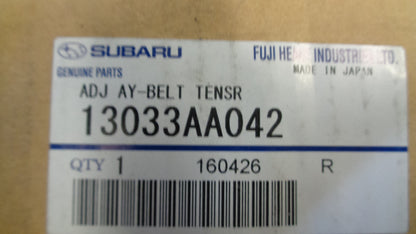 SUBARU FUJI HEAVY INDUSTRIES LTD.
GENUINE PARTS MADE IN JAPAN
ADJ AY-BELT TENSR
13033AA042
QTY 1 160426 R